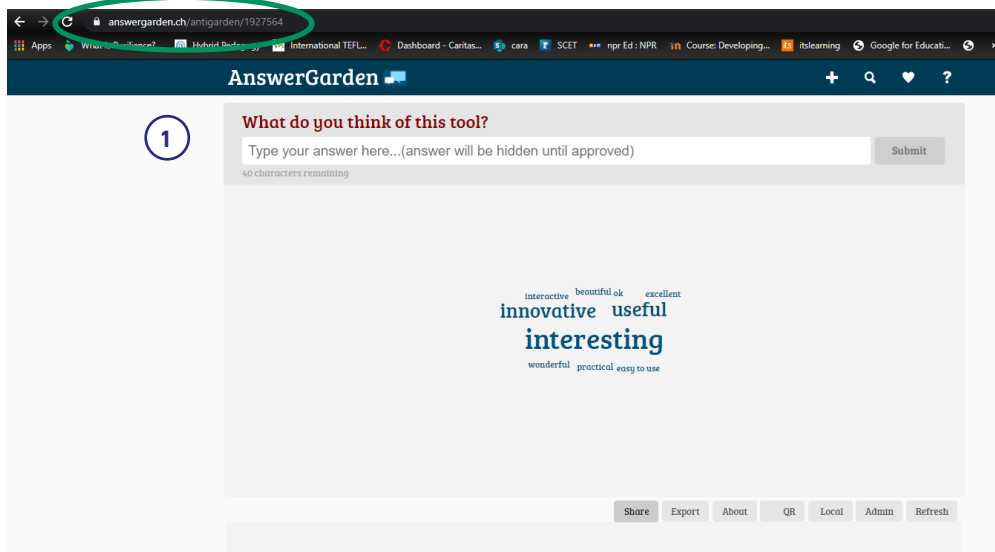 answergarden.ch/antigarden/1927564
Apps International TEFL... Dashboard - Caritas... cara SCET npr Ed : NPR Course: Developing... itslearning Google for Educati...
AnswerGarden + ?
1
What do you think of this tool?
Type your answer here...(answer will be hidden until approved) Submit
40 characters remaining
interactive beautiful ok excellent
innovative useful
interesting
wonderful practical easy to use
Share Export About QR Local Admin Refresh